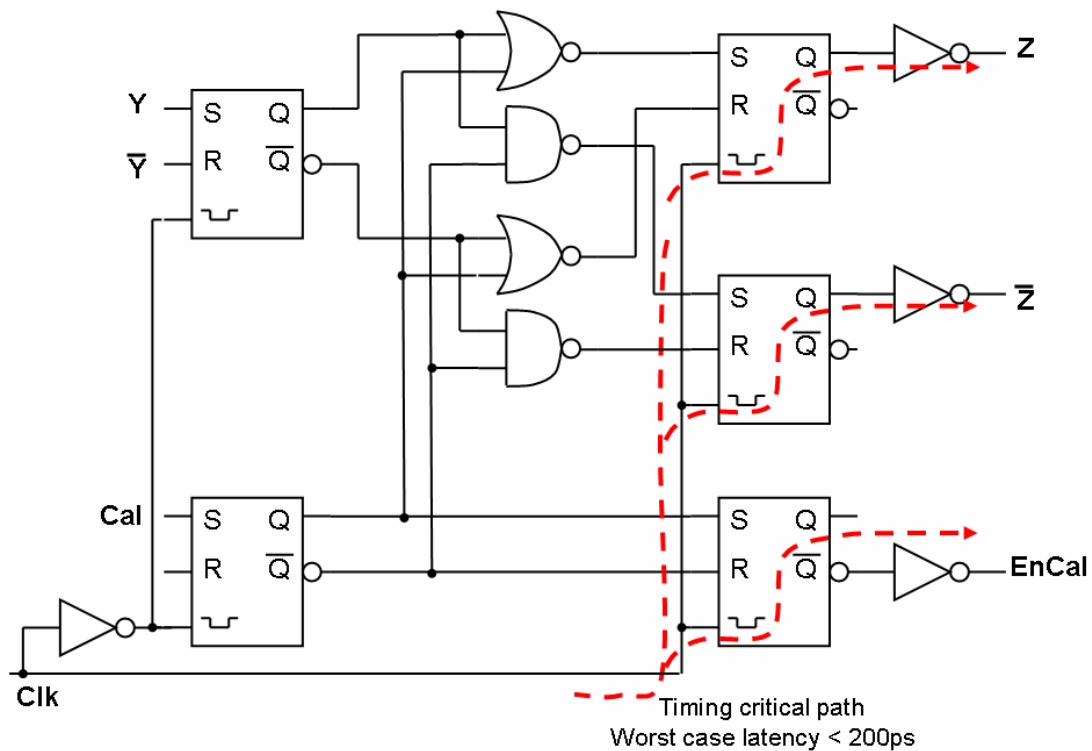 S Q Z
Y S Q R Q̅
Y̅ R Q̅
S Q Z̅
R Q̅
Cal S Q S Q
R Q̅ R Q̅ EnCal
Clk
Timing critical path
Worst case latency < 200ps